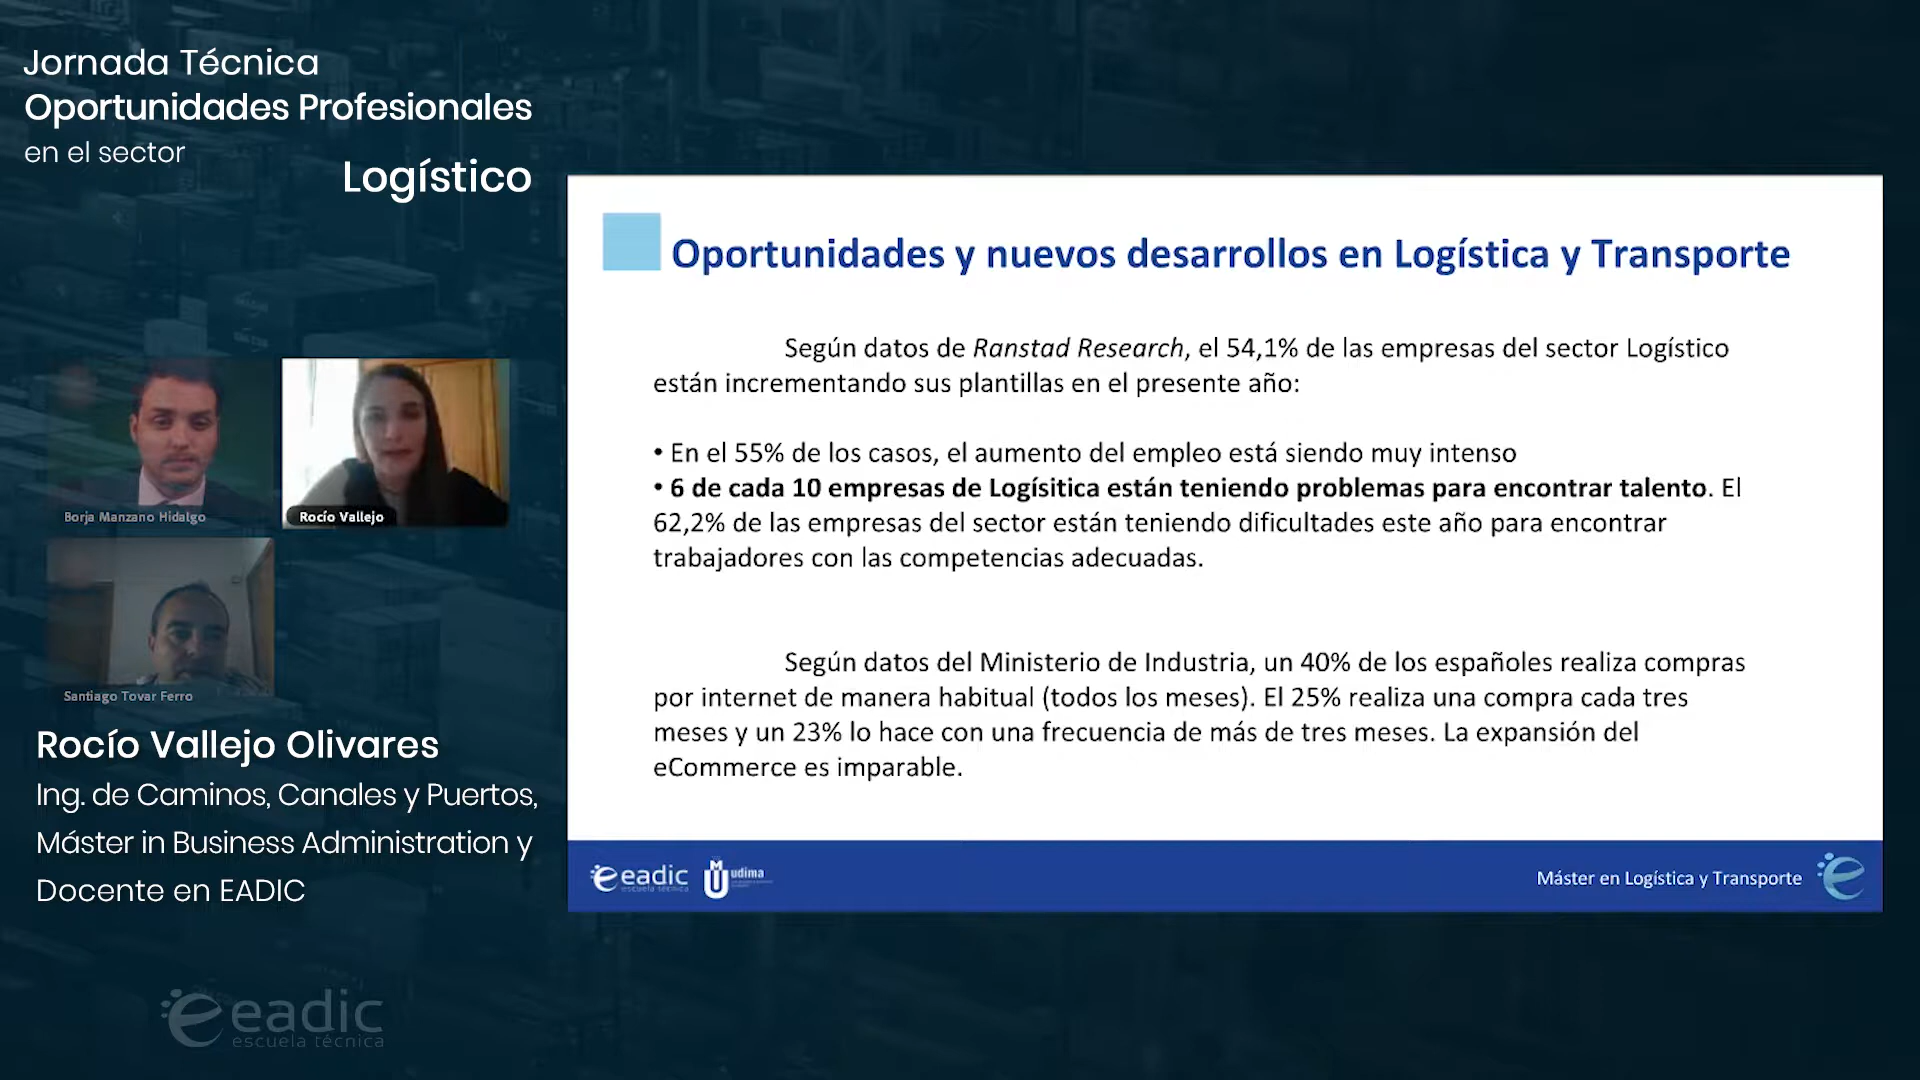 Jornada Técnica
Oportunidades Profesionales
en el sector
Logístico
Borja Manzano Hidalgo
Rocío Vallejo
Santiago Tovar Ferro
Rocío Vallejo Olivares
Ing. de Caminos, Canales y Puertos,
Máster in Business Administration y
Docente en EADIC
eadic
escuela técnica
Oportunidades y nuevos desarrollos en Logística y Transporte
Según datos de Ranstad Research, el 54,1% de las empresas del sector Logístico
están incrementando sus plantillas en el presente año:
• En el 55% de los casos, el aumento del empleo está siendo muy intenso
• 6 de cada 10 empresas de Logísitica están teniendo problemas para encontrar talento. El
62,2% de las empresas del sector están teniendo dificultades este año para encontrar
trabajadores con las competencias adecuadas.
Según datos del Ministerio de Industria, un 40% de los españoles realiza compras
por internet de manera habitual (todos los meses). El 25% realiza una compra cada tres
meses y un 23% lo hace con una frecuencia de más de tres meses. La expansión del
eCommerce es imparable.
eadic
escuela técnica
udima
Máster en Logística y Transporte